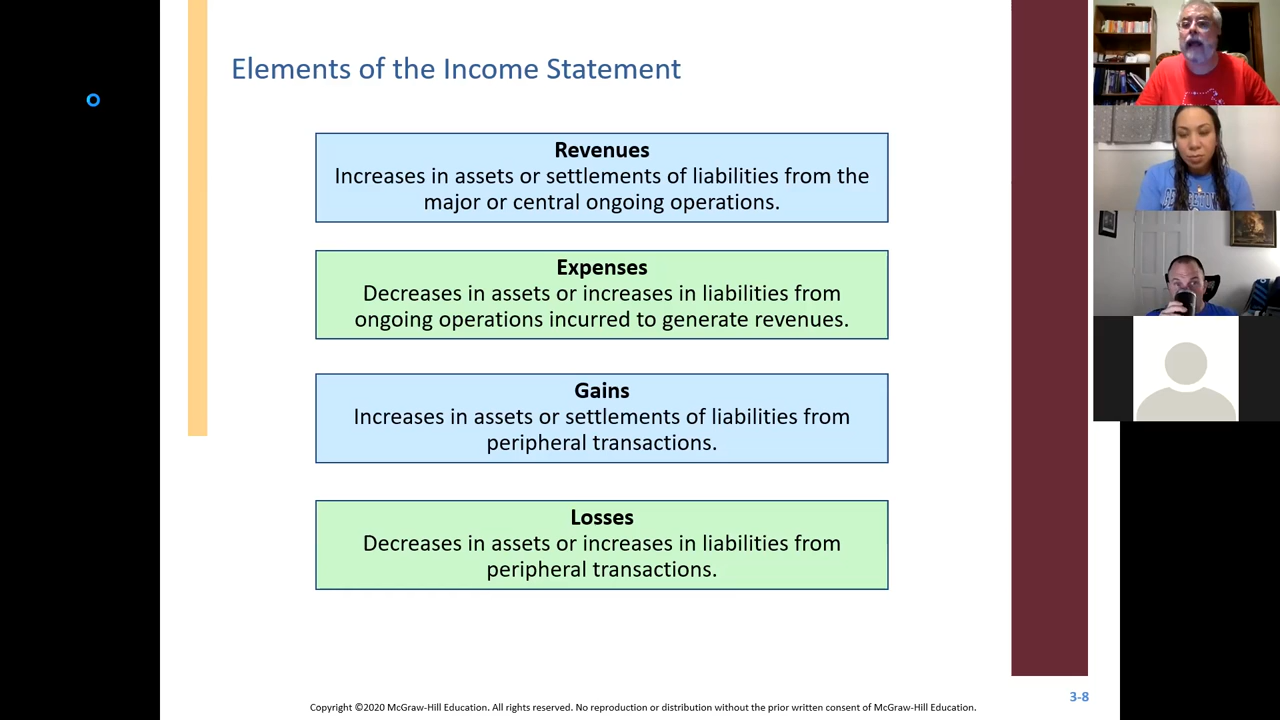 Elements of the Income Statement
Revenues
Increases in assets or settlements of liabilities from the
major or central ongoing operations.
Expenses
Decreases in assets or increases in liabilities from
ongoing operations incurred to generate revenues.
Gains
Increases in assets or settlements of liabilities from
peripheral transactions.
Losses
Decreases in assets or increases in liabilities from
peripheral transactions.
3-8
Copyright ©2020 McGraw-Hill Education. All rights reserved. No reproduction or distribution without the prior written consent of McGraw-Hill Education.